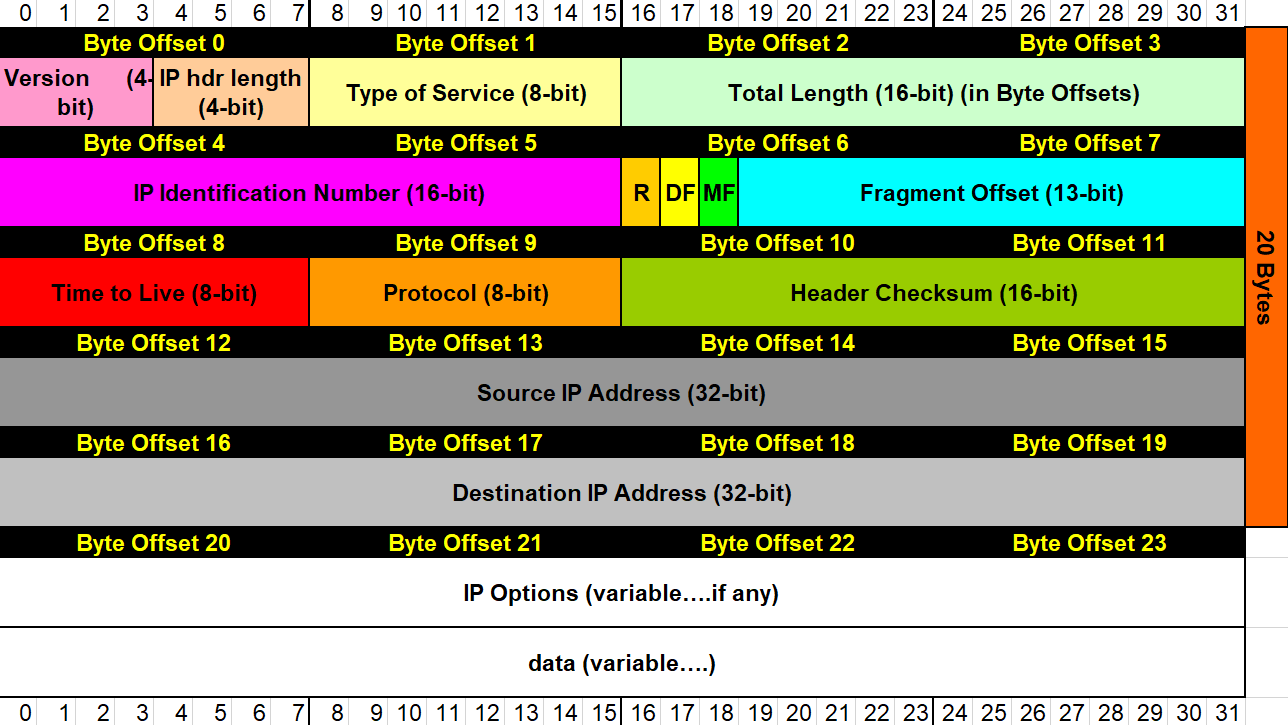 0 1 2 3 4 5 6 7 8 9 10 11 12 13 14 15 16 17 18 19 20 21 22 23 24 25 26 27 28 29 30 31
Byte Offset 0 Byte Offset 1 Byte Offset 2 Byte Offset 3
Version (4-
bit)
IP hdr length
(4-bit)
Type of Service (8-bit)
Total Length (16-bit) (in Byte Offsets)
Byte Offset 4 Byte Offset 5 Byte Offset 6 Byte Offset 7
IP Identification Number (16-bit) R DF MF Fragment Offset (13-bit)
Byte Offset 8 Byte Offset 9 Byte Offset 10 Byte Offset 11
20 Bytes
Time to Live (8-bit) Protocol (8-bit) Header Checksum (16-bit)
Byte Offset 12 Byte Offset 13 Byte Offset 14 Byte Offset 15
Source IP Address (32-bit)
Byte Offset 16 Byte Offset 17 Byte Offset 18 Byte Offset 19
Destination IP Address (32-bit)
Byte Offset 20 Byte Offset 21 Byte Offset 22 Byte Offset 23
IP Options (variable....if any)
data (variable....)
0 1 2 3 4 5 6 7 8 9 10 11 12 13 14 15 16 17 18 19 20 21 22 23 24 25 26 27 28 29 30 31